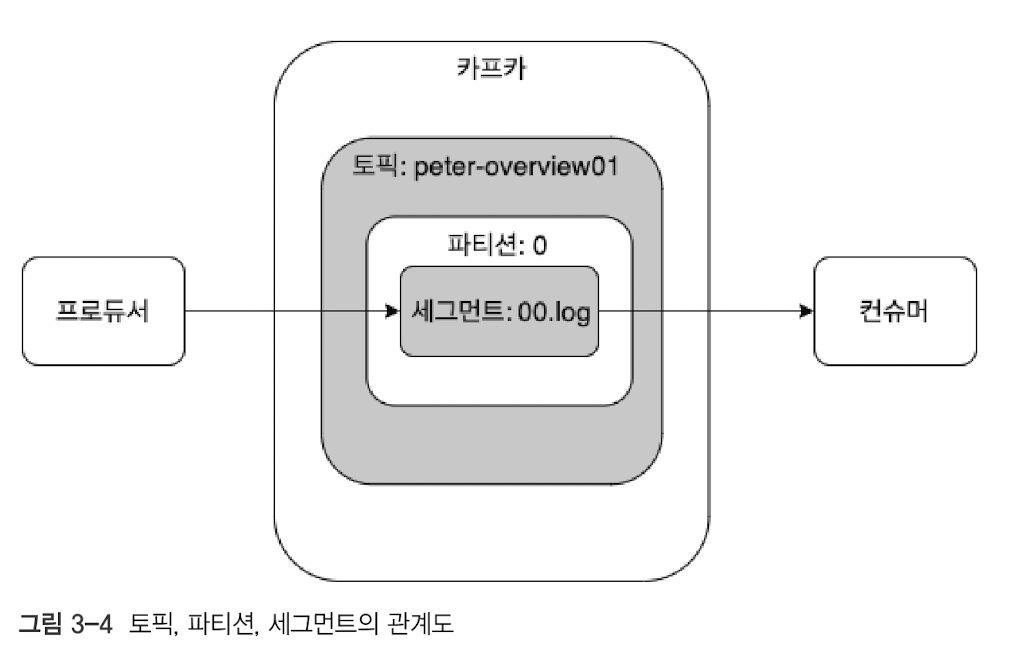 카프카
토픽: peter-overview01
파티션: 0
프로듀서
세그먼트: 00.log
컨슈머
그림 3-4 토픽, 파티션, 세그먼트의 관계도